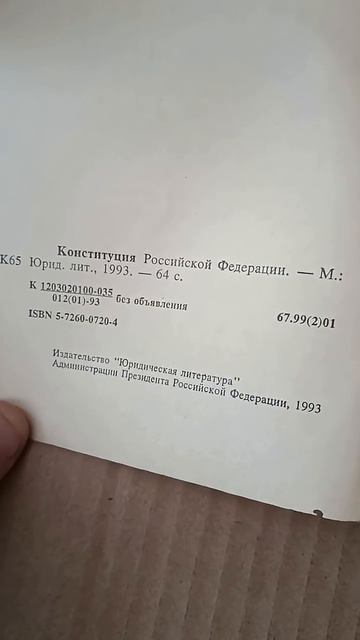 Конституция Российской Федерации. — М.:
К65 Юрид. лит., 1993. — 64 с.
К 1203020100-035 без объявления
012(01)-93
67.99(2)01
ISBN 5-7260-0720-4
Издательство "Юридическая литература"
Администрации Президента Российской Федерации, 1993